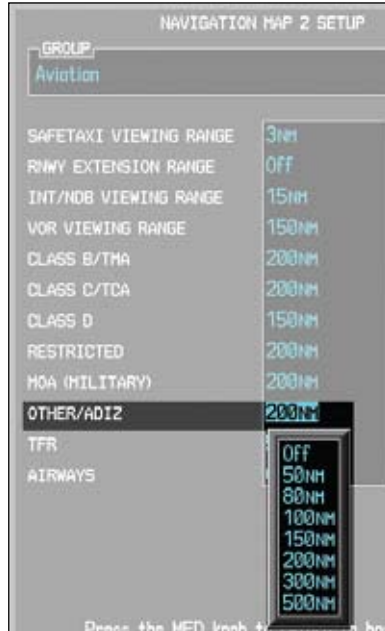 NAVIGATION MAP 2 SETUP
GROUP
Aviation
SAFETAXI VIEWING RANGE 3NM
RNWY EXTENSION RANGE Off
INT/NDB VIEWING RANGE 15NM
VOR VIEWING RANGE 150NM
CLASS B/TMA 200NM
CLASS C/TCA 200NM
CLASS D 150NM
RESTRICTED 200NM
MOA (MILITARY) 200NM
OTHER/ADIZ 200NM
TFR
AIRWAYS
Off
50NM
80NM
100NM
150NM
200NM
300NM
500NM
Press the